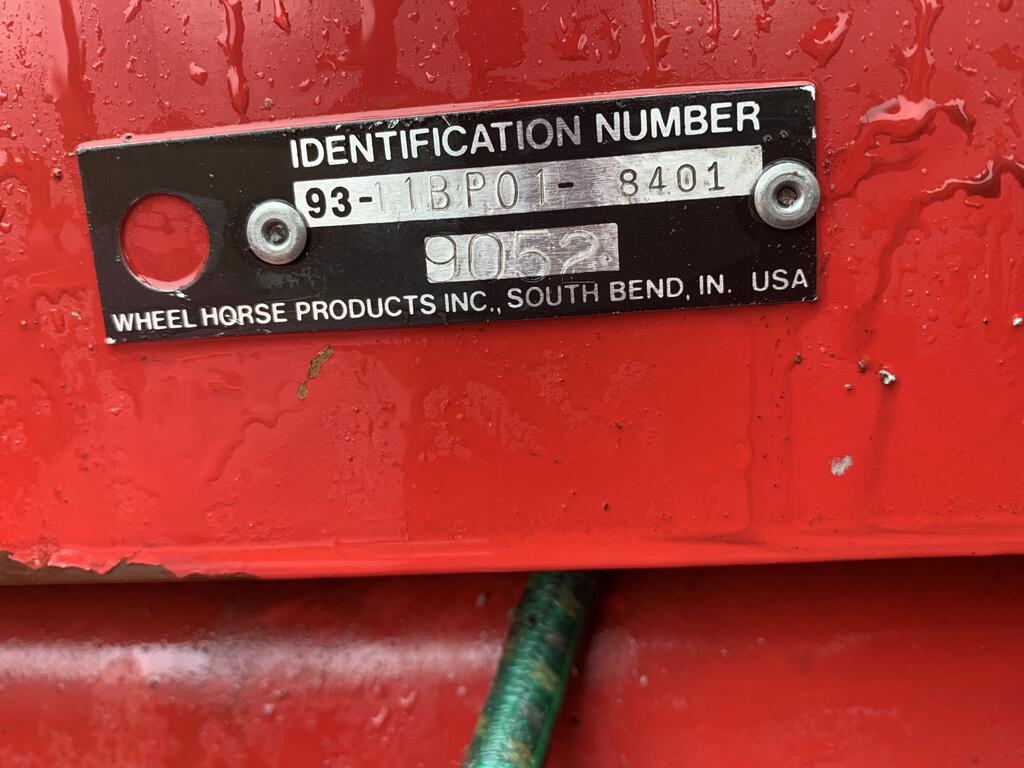 IDENTIFICATION NUMBER
93-11BP01- 8401
9052
WHEEL HORSE PRODUCTS INC., SOUTH BEND, IN. USA